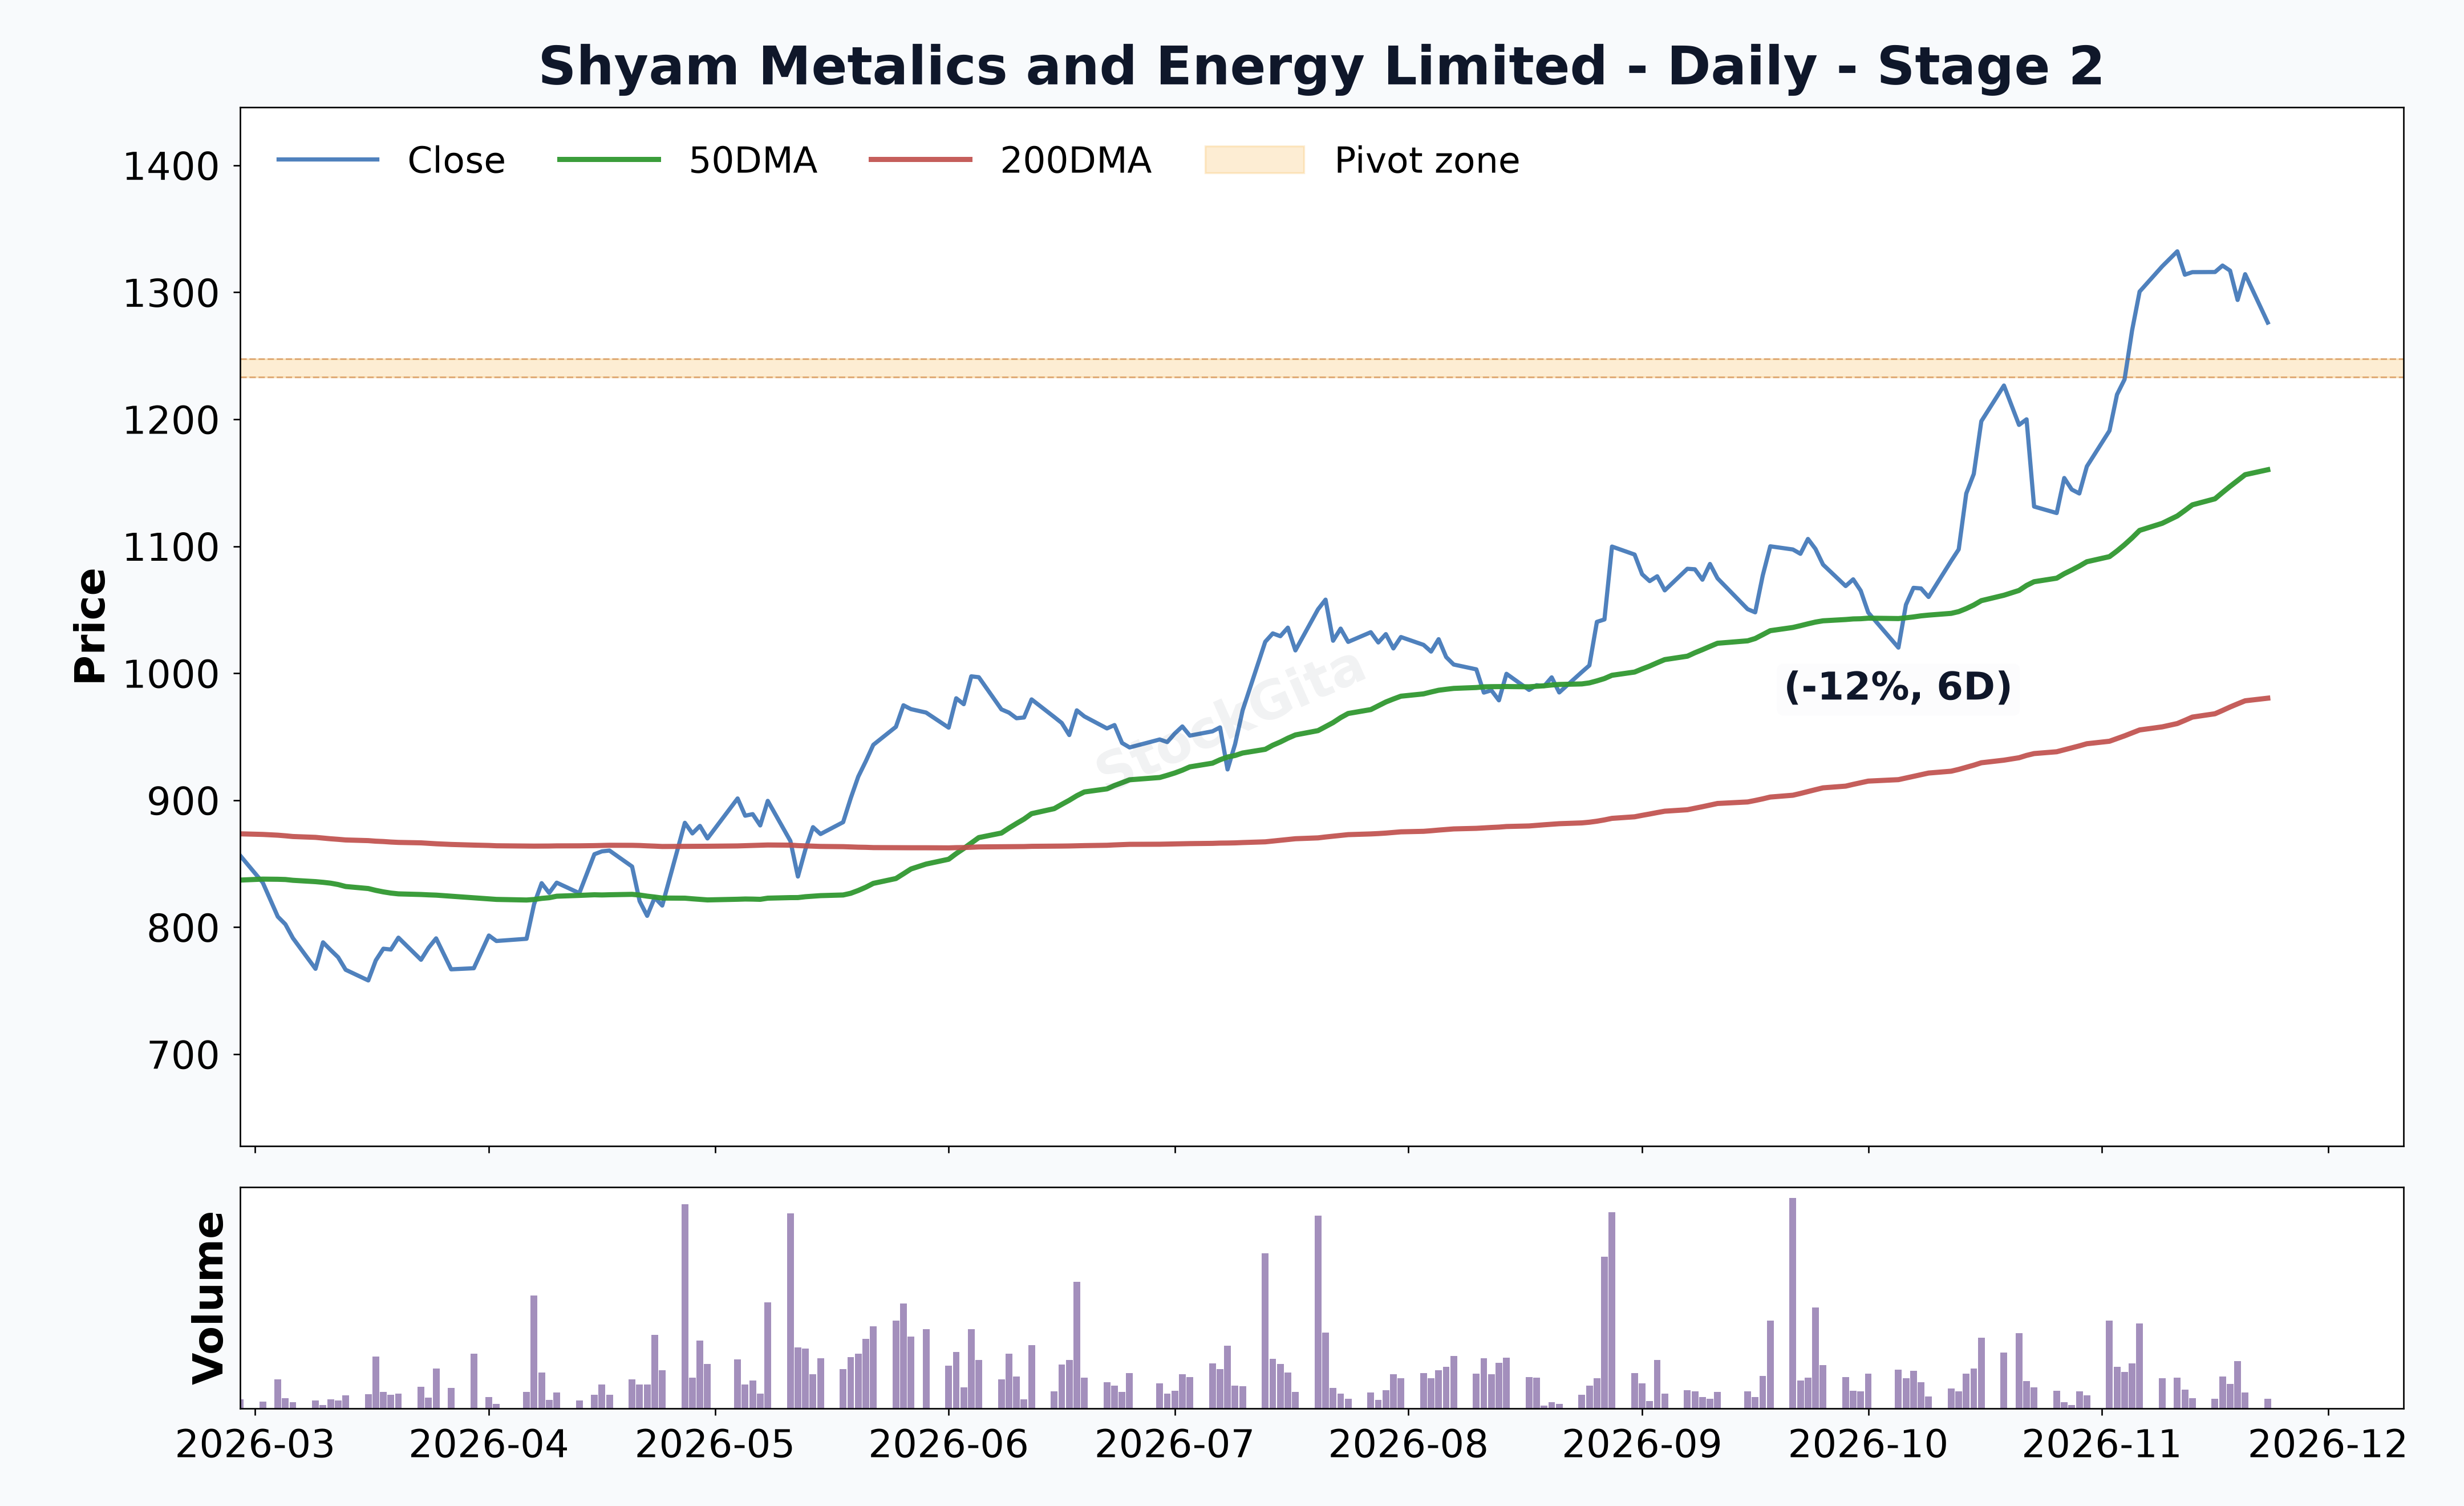 Shyam Metalics and Energy Limited - Daily - Stage 2
Close 50DMA 200DMA Pivot zone
1400
1300
1200
1100
1000
900
800
700
Price
StockGita
(-12%, 6D)
Volume
2026-03 2026-04 2026-05 2026-06 2026-07 2026-08 2026-09 2026-10 2026-11 2026-12